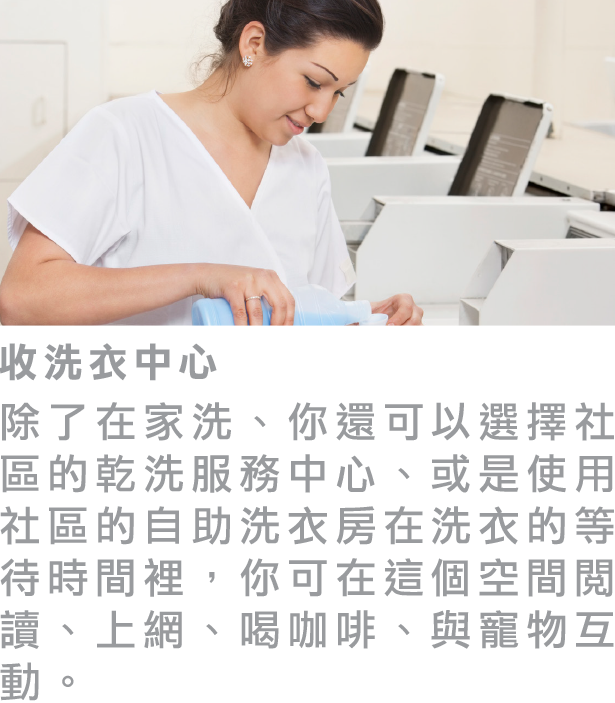 收洗衣中心
除了在家洗、你還可以選擇社
區的乾洗服務中心、或是使用
社區的自助洗衣房在洗衣的等
待時間裡，你可在這個空間閱
讀、上網、喝咖啡、與寵物互
動。